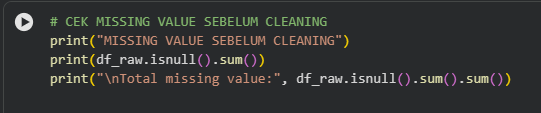 # CEK MISSING VALUE SEBELUM CLEANING
print("MISSING VALUE SEBELUM CLEANING")
print(df_raw.isnull().sum())
print("\nTotal missing value:", df_raw.isnull().sum().sum())